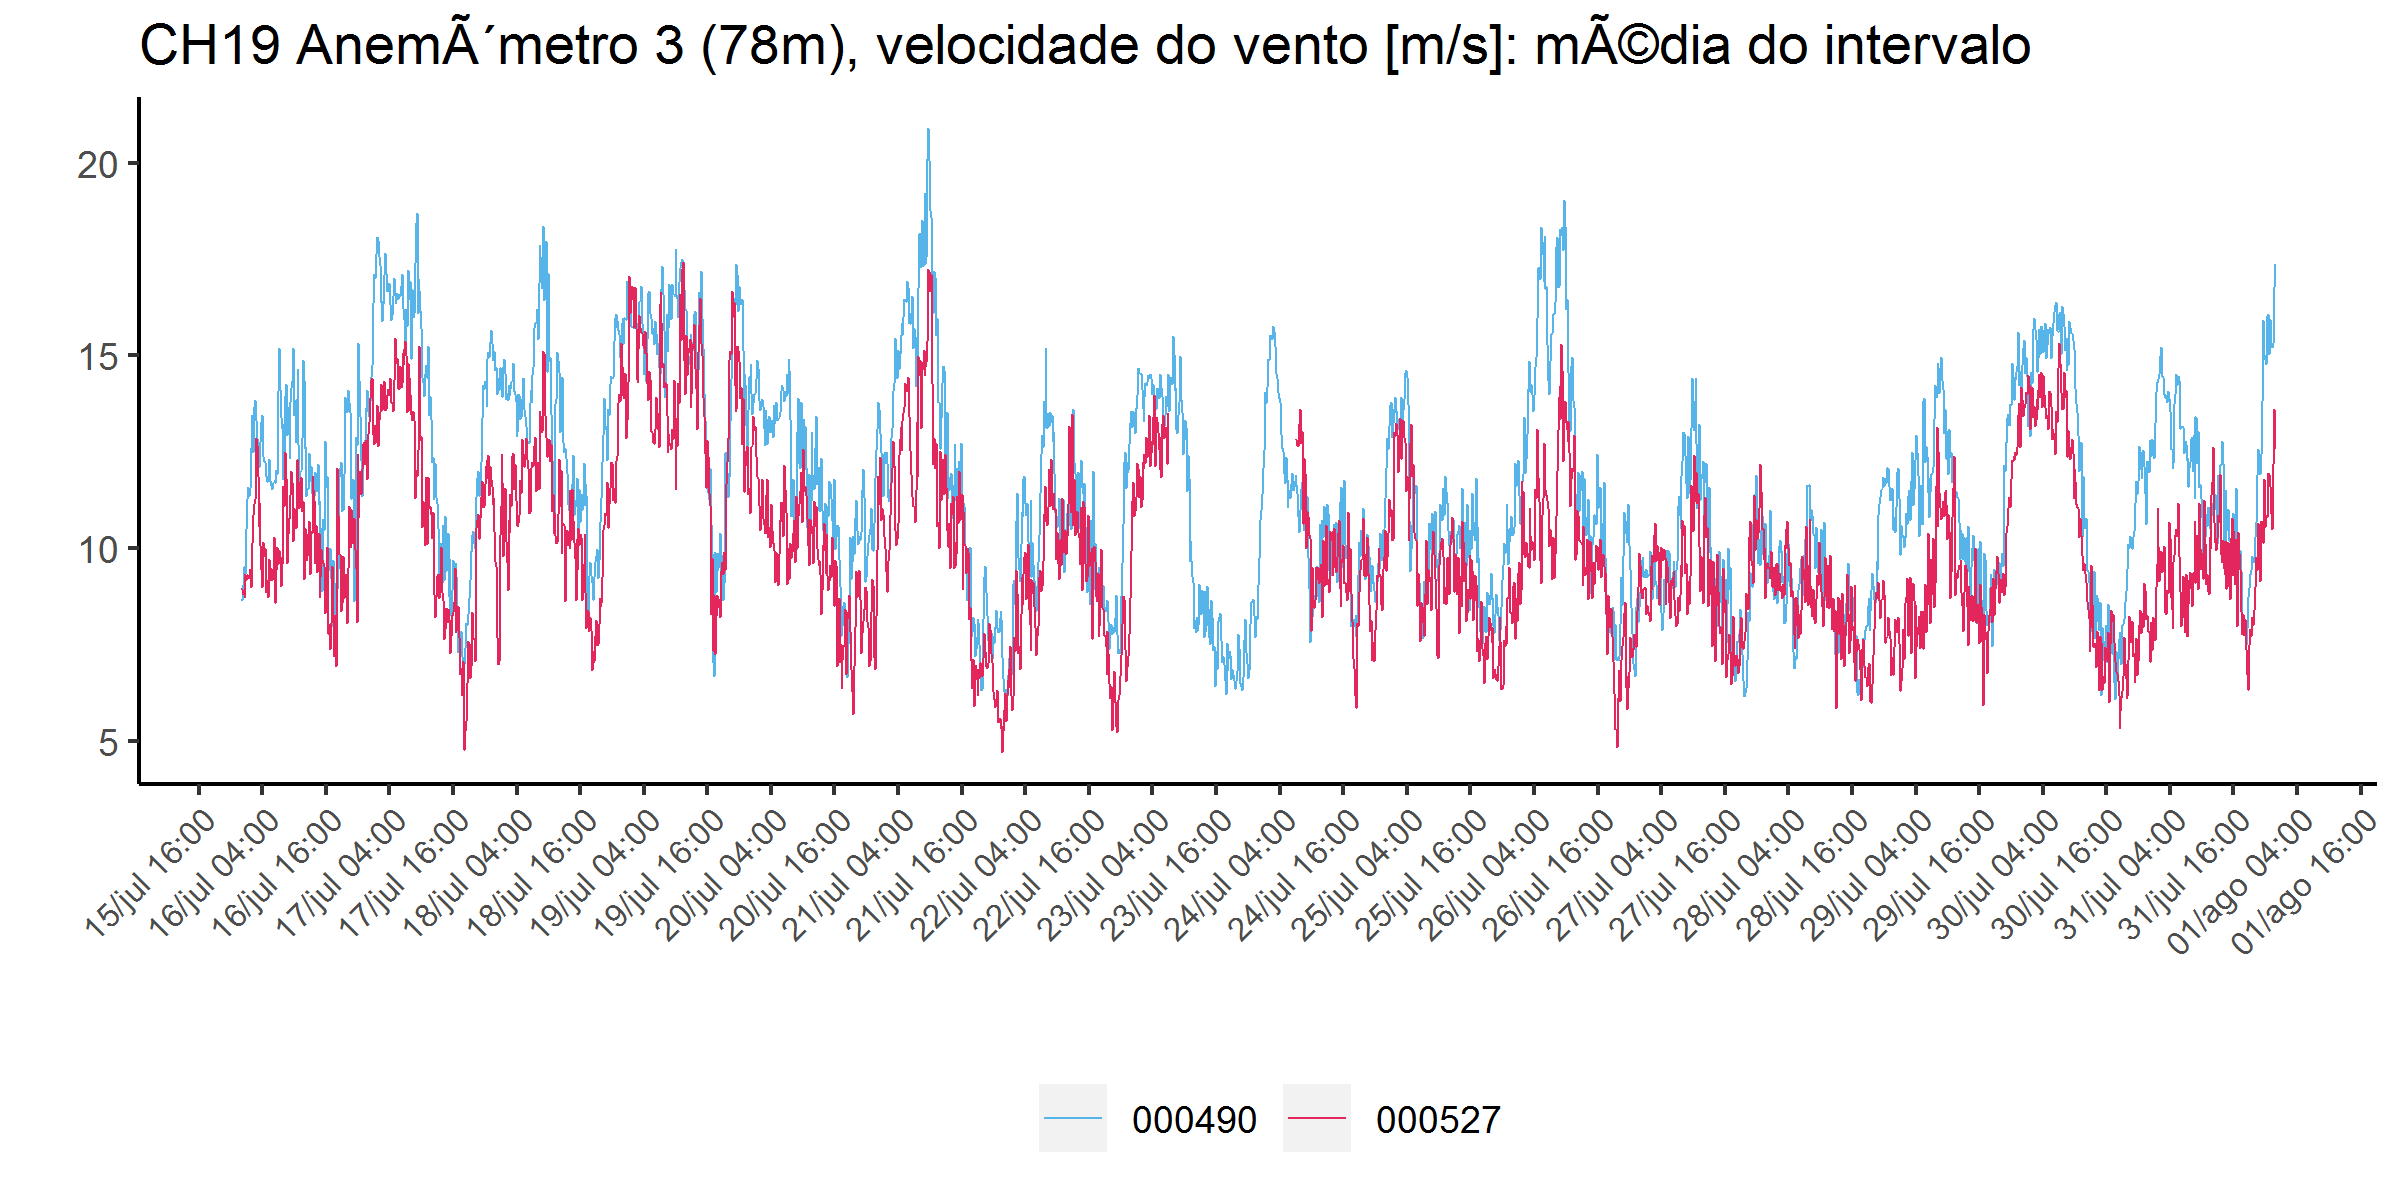 CH19 AnemÃ´metro 3 (78m), velocidade do vento [m/s]: mÃ©dia do intervalo
20
15
10
5
15/jul 16:00
16/jul 04:00
16/jul 16:00
17/jul 04:00
17/jul 16:00
18/jul 04:00
18/jul 16:00
19/jul 04:00
19/jul 16:00
20/jul 04:00
20/jul 16:00
21/jul 04:00
21/jul 16:00
22/jul 04:00
22/jul 16:00
23/jul 04:00
23/jul 16:00
24/jul 04:00
24/jul 16:00
25/jul 04:00
25/jul 16:00
26/jul 04:00
26/jul 16:00
27/jul 04:00
27/jul 16:00
28/jul 04:00
28/jul 16:00
29/jul 04:00
29/jul 16:00
30/jul 04:00
30/jul 16:00
31/jul 04:00
31/jul 16:00
01/ago 04:00
01/ago 16:00
000490
000527